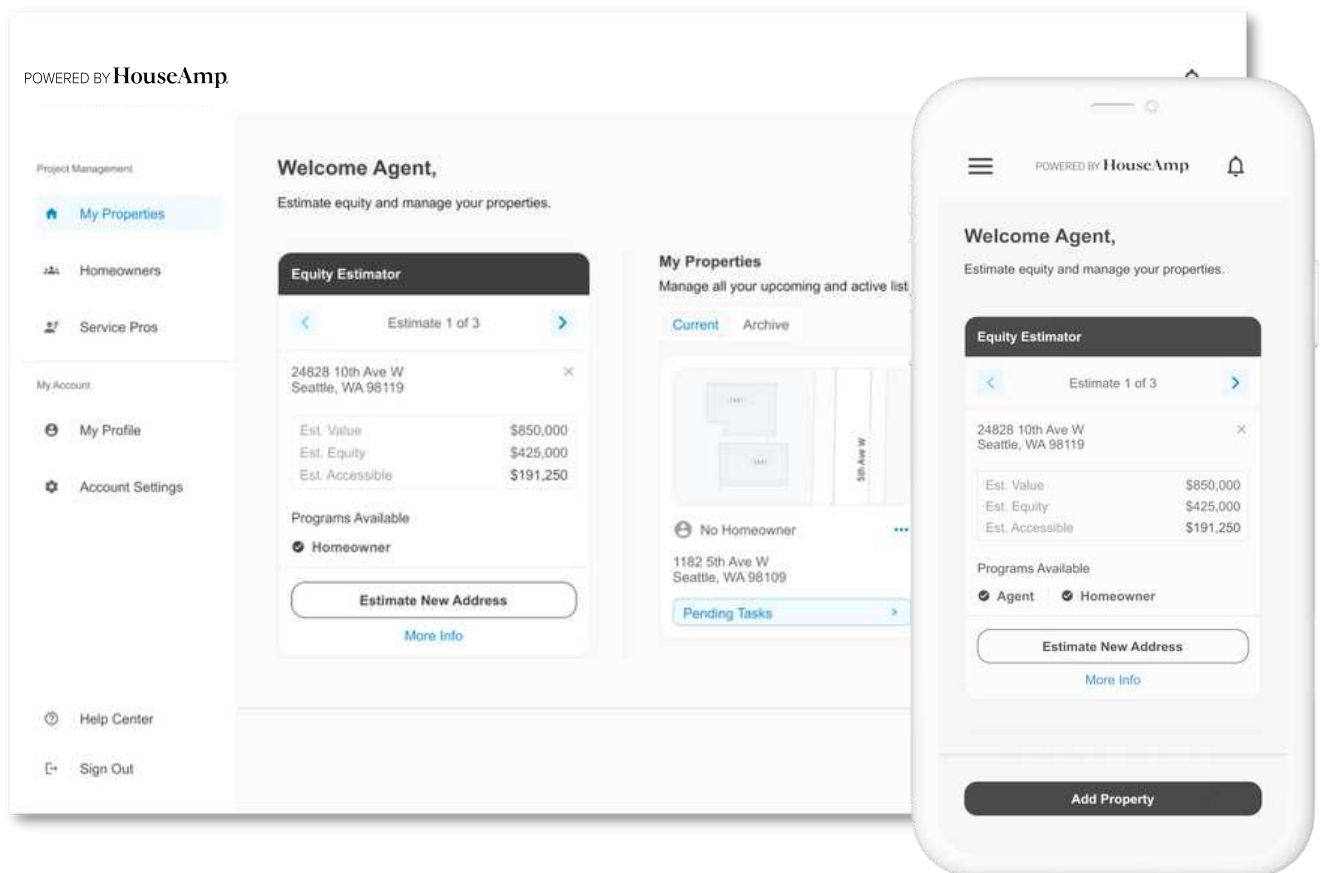 POWERED BY HouseAmp
Project Management
My Properties
Homeowners
Service Pros
My Account
My Profile
Account Settings
Help Center
Sign Out
Welcome Agent,
Estimate equity and manage your properties.
Equity Estimator
Estimate 1 of 3
24828 10th Ave W
Seattle, WA 98119
Est. Value $850,000
Est. Equity $425,000
Est. Accessible $191,250
Programs Available
Homeowner
Estimate New Address
More Info
My Properties
Manage all your upcoming and active list
Current Archive
5th Ave W
No Homeowner
1182 5th Ave W
Seattle, WA 98109
Pending Tasks
POWERED BY HouseAmp
Welcome Agent,
Estimate equity and manage your properties.
Equity Estimator
Estimate 1 of 3
24828 10th Ave W
Seattle, WA 98119
Est. Value $850,000
Est. Equity $425,000
Est. Accessible $191,250
Programs Available
Agent Homeowner
Estimate New Address
More Info
Add Property